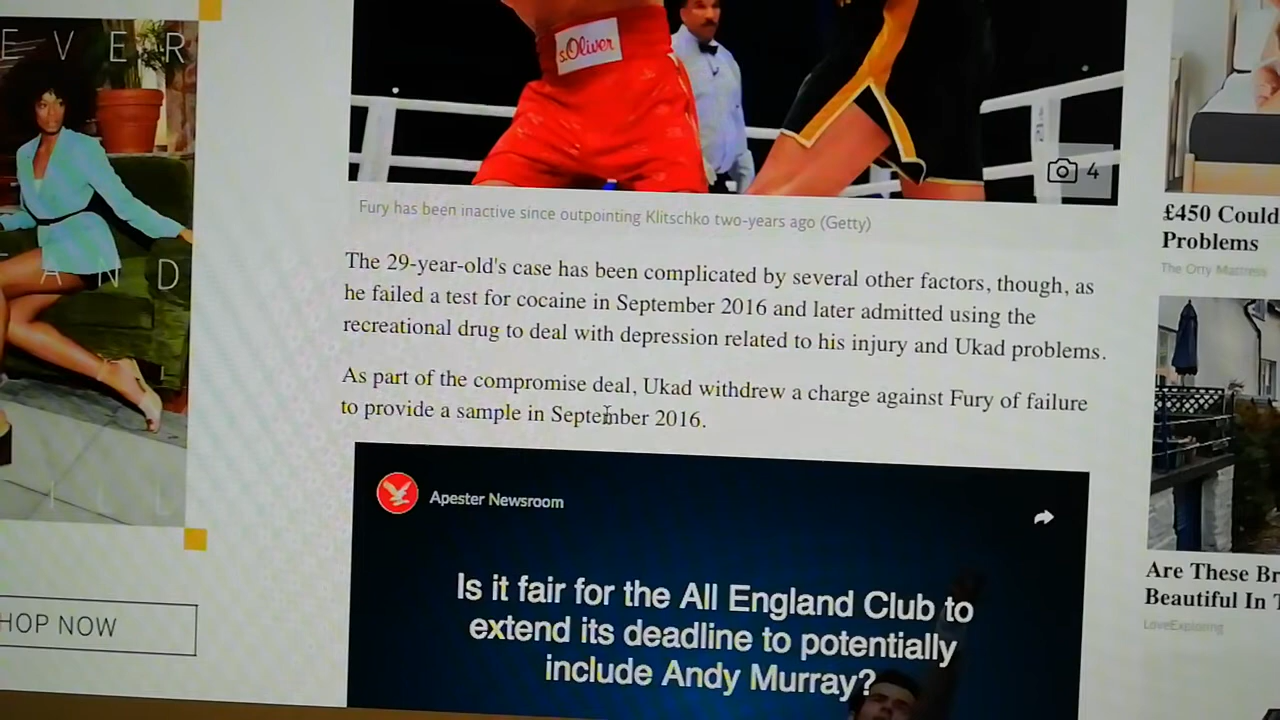 EVER
AND
HOP NOW
s.Oliver
4
Fury has been inactive since outpointing Klitschko two-years ago (Getty)
The 29-year-old's case has been complicated by several other factors, though, as
he failed a test for cocaine in September 2016 and later admitted using the
recreational drug to deal with depression related to his injury and Ukad problems.
As part of the compromise deal, Ukad withdrew a charge against Fury of failure
to provide a sample in September 2016.
Apester Newsroom
Is it fair for the All England Club to
extend its deadline to potentially
include Andy Murray?
£450 Could
Problems
The Otty Mattress
Are These Br
Beautiful In
LoveExploring